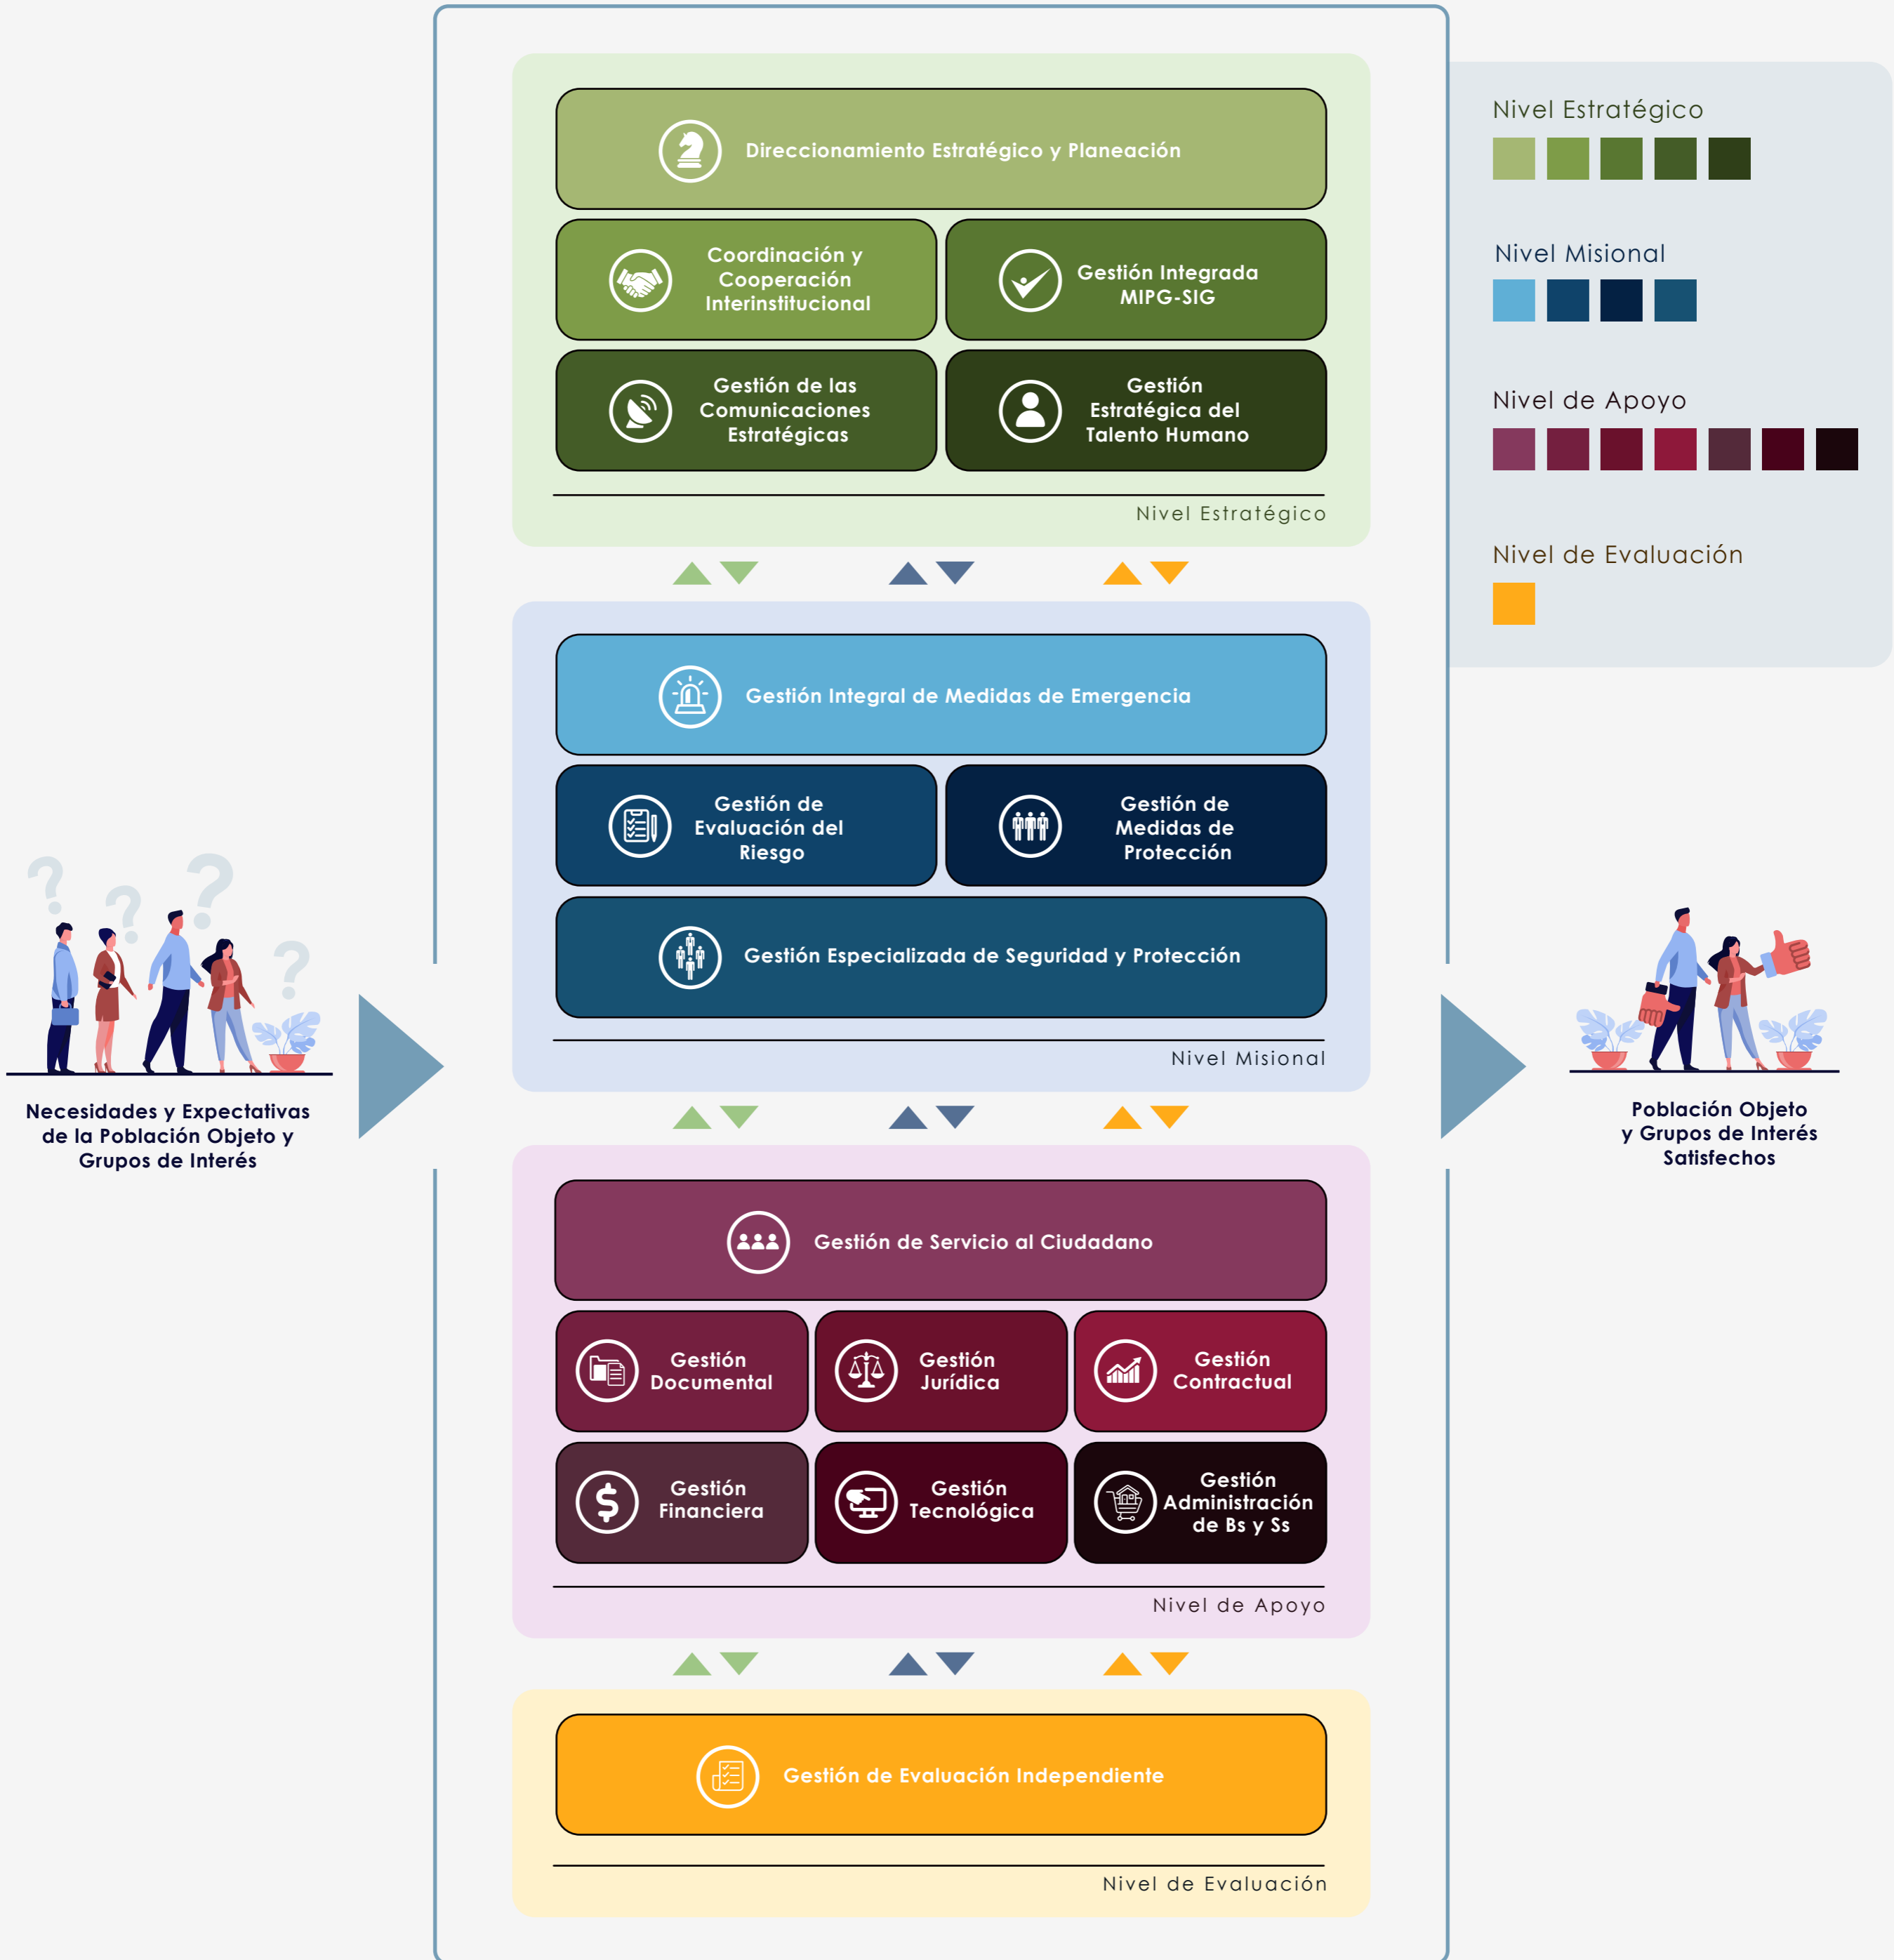 Direccionamiento Estratégico y Planeación
Coordinación y
Cooperación
Interinstitucional
Gestión Integrada
MIPG-SIG
Gestión de las
Comunicaciones
Estratégicas
Gestión
Estratégica del
Talento Humano
Nivel Estratégico
Nivel Estratégico
Nivel Misional
Nivel de Apoyo
Nivel de Evaluación
Gestión Integral de Medidas de Emergencia
Gestión de
Evaluación del
Riesgo
Gestión de
Medidas de
Protección
Gestión Especializada de Seguridad y Protección
Nivel Misional
Necesidades y Expectativas
de la Población Objeto y
Grupos de Interés
Población Objeto
y Grupos de Interés
Satisfechos
Gestión de Servicio al Ciudadano
Gestión
Documental
Gestión
Jurídica
Gestión
Contractual
Gestión
Financiera
Gestión
Tecnológica
Gestión
Administración
de Bs y Ss
Nivel de Apoyo
Gestión de Evaluación Independiente
Nivel de Evaluación